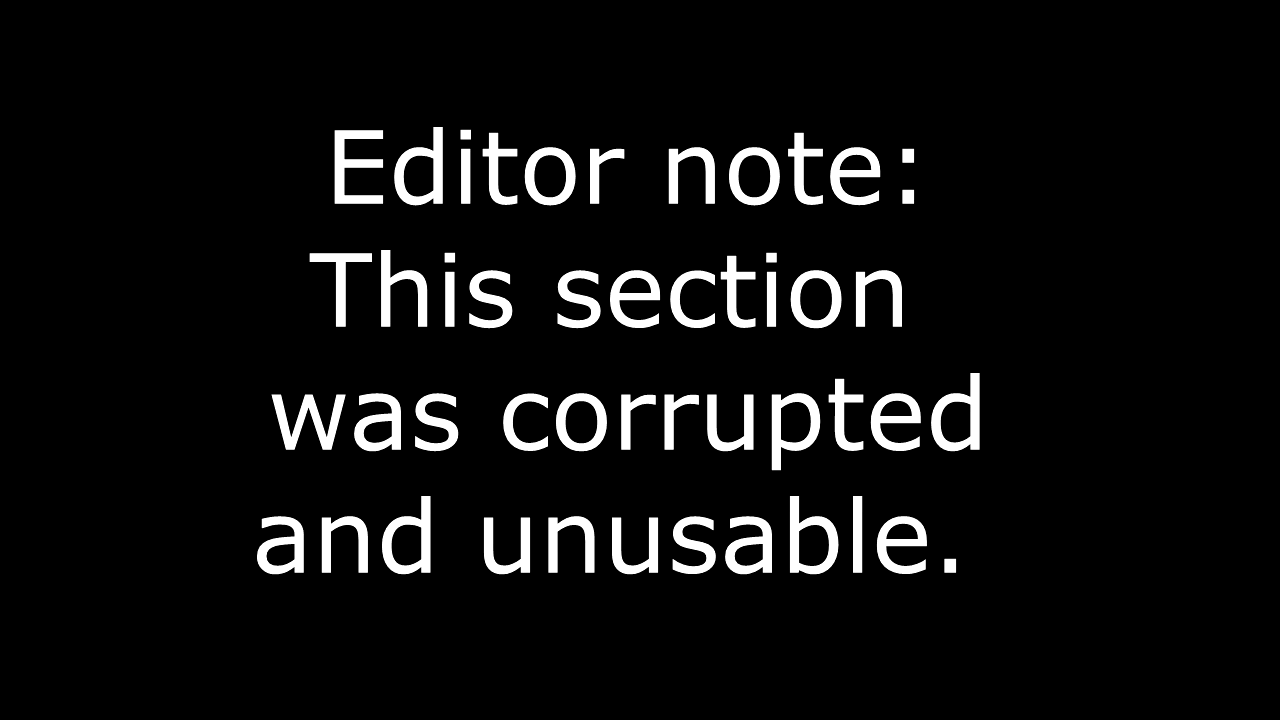 Editor note:
This section
was corrupted
and unusable.